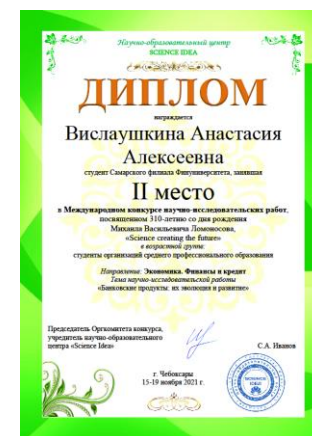 Научно-образовательный центр
SCIENCE IDEA
ДИПЛОМ
награждается
Вислаушкина Анастасия
Алексеевна
студент Самарского филиала Финуниверситета, занявшая
II место
в Международном конкурсе научно-исследовательских работ,
посвященном 310-летию со дня рождения
Михаила Васильевича Ломоносова,
«Science creating the future»
в возрастной группе
студенты организаций среднего профессионального образования
Направление: Экономика. Финансы и кредит
Тема научно-исследовательской работы
«Банковские продукты: их эволюция и развитие»
Председатель Оргкомитета конкурса,
учредитель научно-образовательного
центра «Science Idea»
С.А. Иванов
г. Чебоксары
15-19 ноября 2021 г.